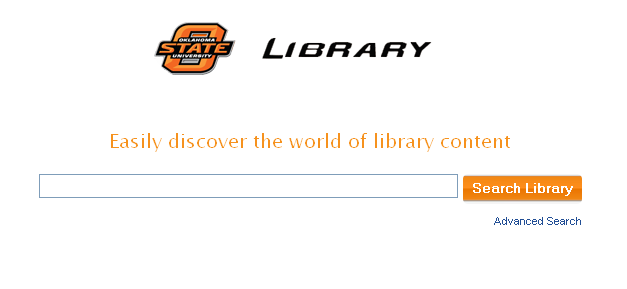 OKLAHOMA
STATE
UNIVERSITY
LIBRARY
Easily discover the world of library content
Search Library
Advanced Search